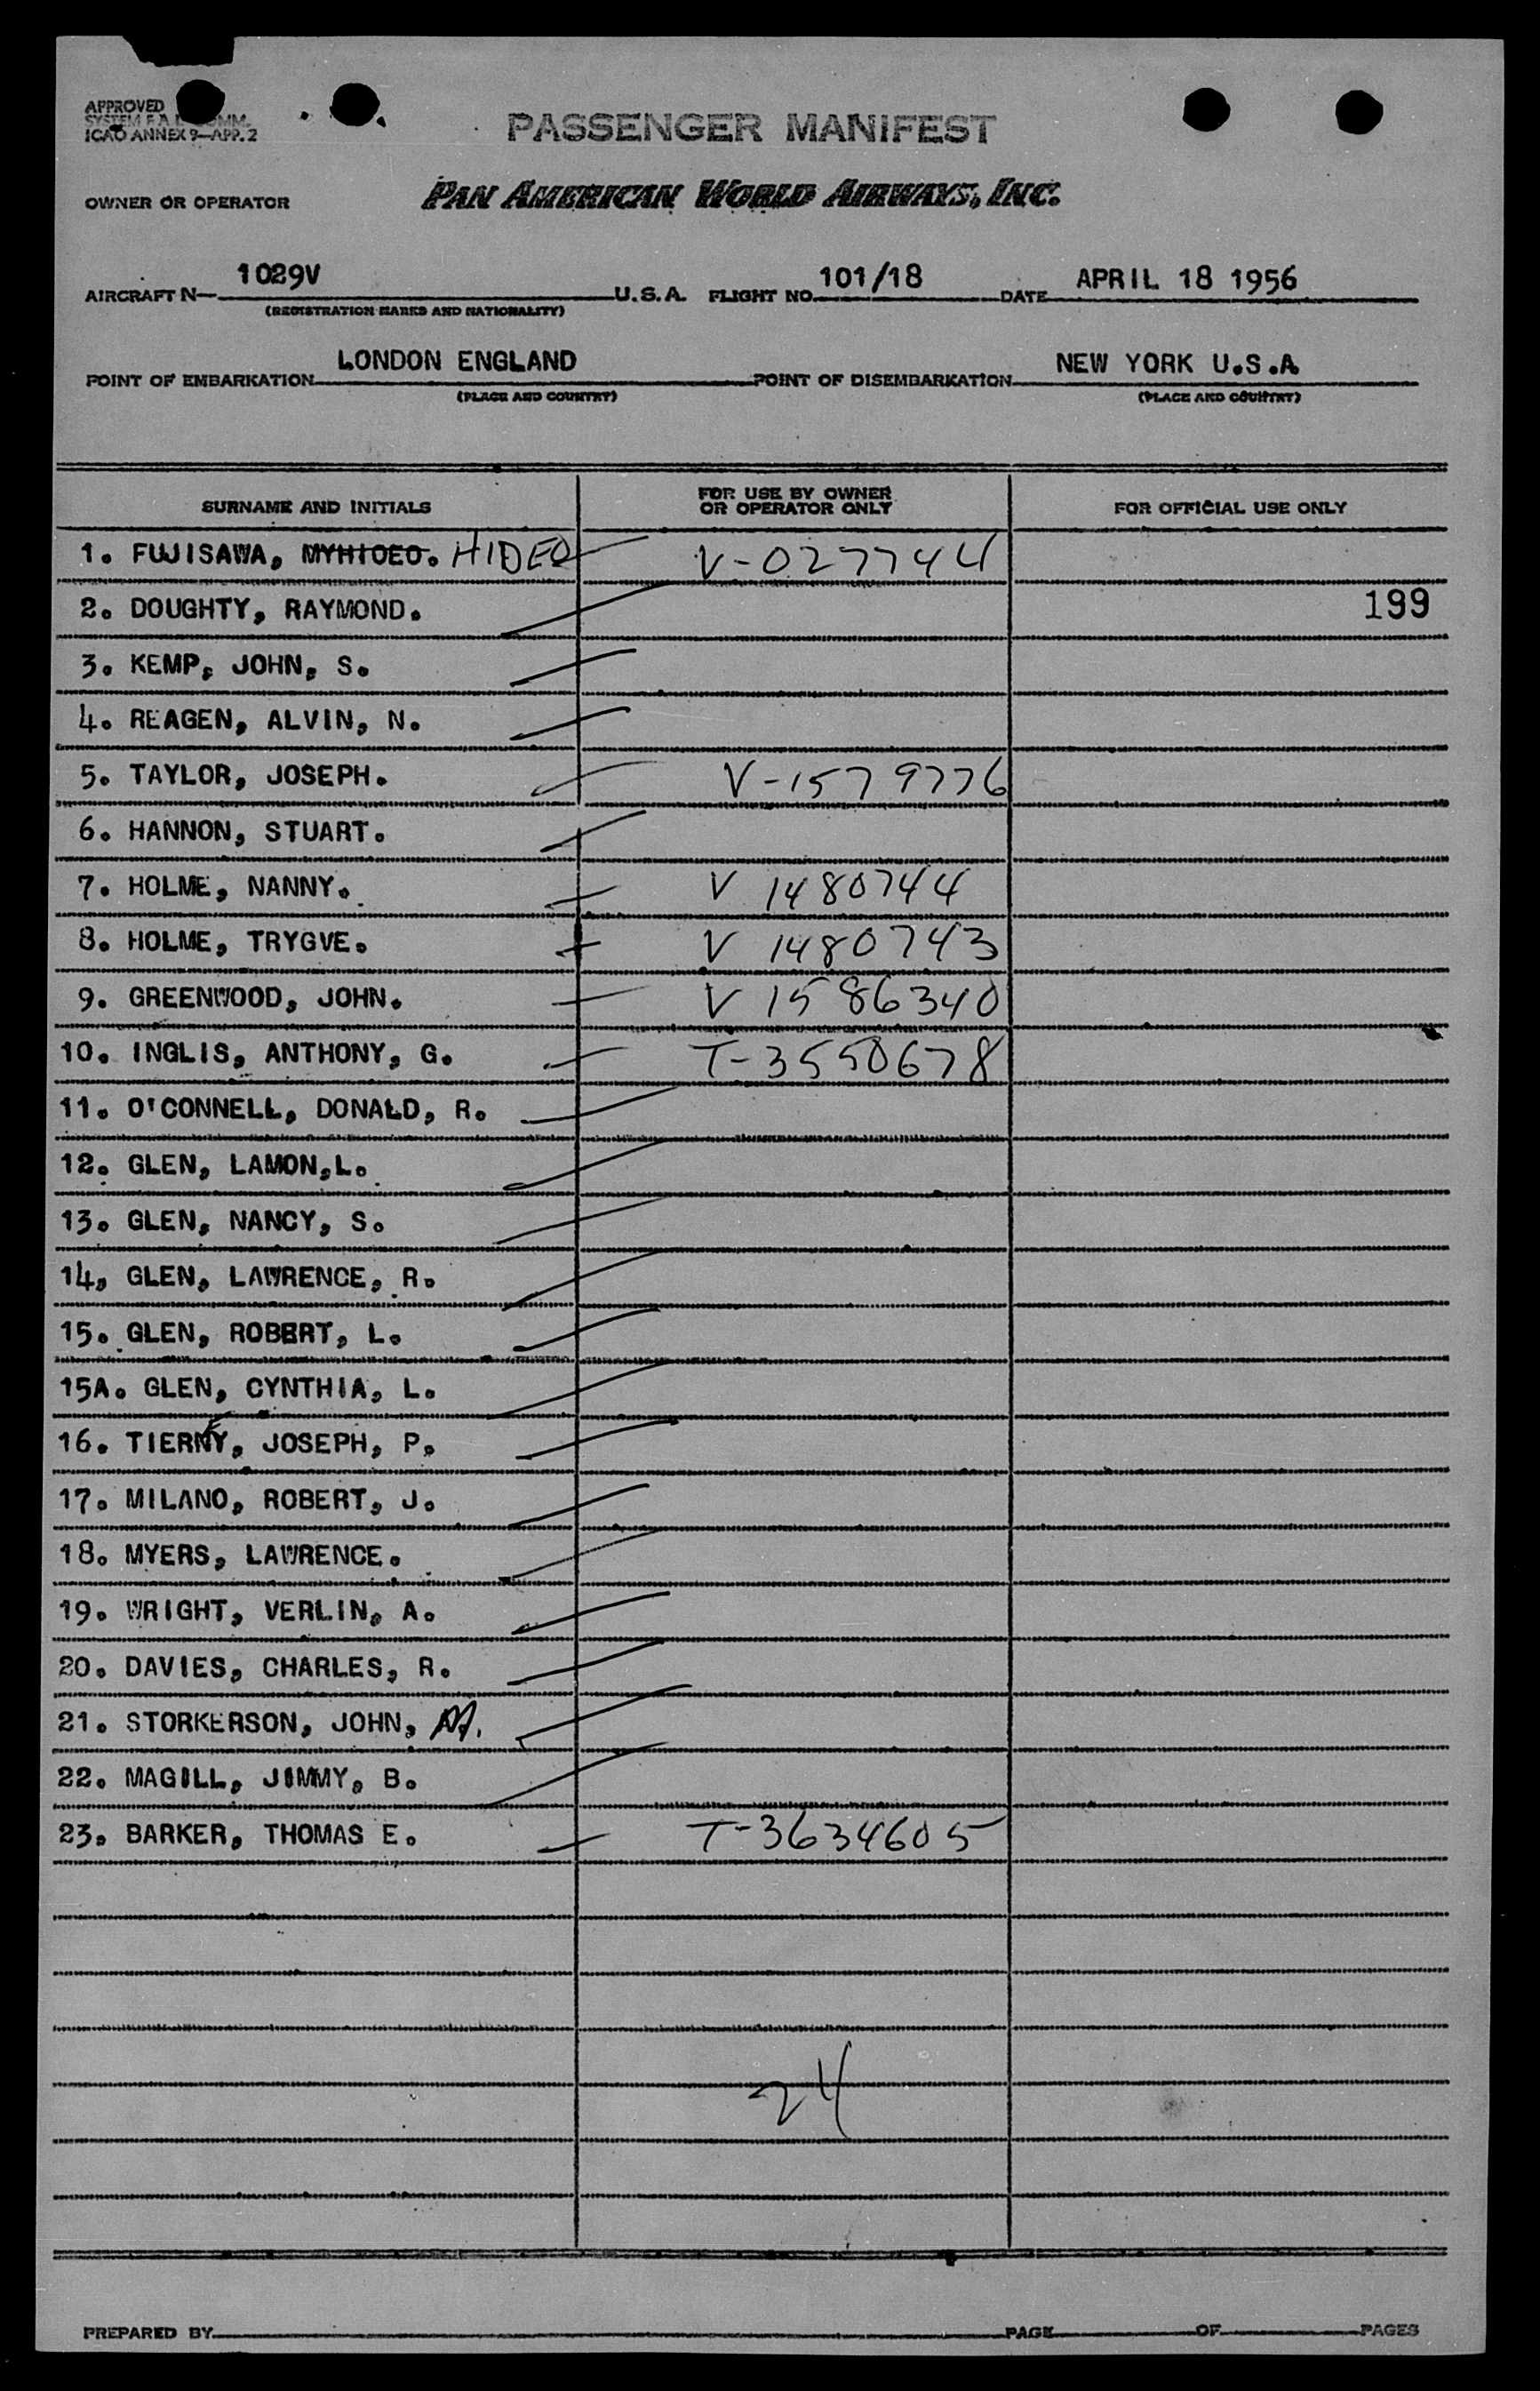 APPROVED
SYSTEM F.A.L. COMM.
ICAO ANNEX 9—APP. 2
PASSENGER MANIFEST
OWNER OR OPERATOR PAN AMERICAN WORLD AIRWAYS, INC.
AIRCRAFT N— 1029V U.S.A. FLIGHT NO. 101/18 DATE APRIL 18 1956
(REGISTRATION MARKS AND NATIONALITY)
POINT OF EMBARKATION LONDON ENGLAND POINT OF DISEMBARKATION NEW YORK U.S.A
(PLACE AND COUNTRY) (PLACE AND COUNTRY)
SURNAME AND INITIALS FOR USE BY OWNER OR OPERATOR ONLY FOR OFFICIAL USE ONLY
1. FUJISAWA, MYHIOEO. HIDEO V-027744
2. DOUGHTY, RAYMOND. 199
3. KEMP, JOHN, S.
4. REAGEN, ALVIN, N.
5. TAYLOR, JOSEPH. V-1579776
6. HANNON, STUART.
7. HOLME, NANNY. V 1480744
8. HOLME, TRYGVE. V 1480743
9. GREENWOOD, JOHN. V 1586340
10. INGLIS, ANTHONY, G. T-3550678
11. O'CONNELL, DONALD, R.
12. GLEN, LAMON,L.
13. GLEN, NANCY, S.
14, GLEN, LAWRENCE, R.
15. GLEN, ROBERT, L.
15A. GLEN, CYNTHIA, L.
16. TIERNEY, JOSEPH, P.
17. MILANO, ROBERT, J.
18. MYERS, LAWRENCE.
19. WRIGHT, VERLIN, A.
20. DAVIES, CHARLES, R.
21. STORKERSON, JOHN,
22. MAGILL, JIMMY, B.
23. BARKER, THOMAS E. T-3634605
24
PREPARED BY PAGE OF PAGES